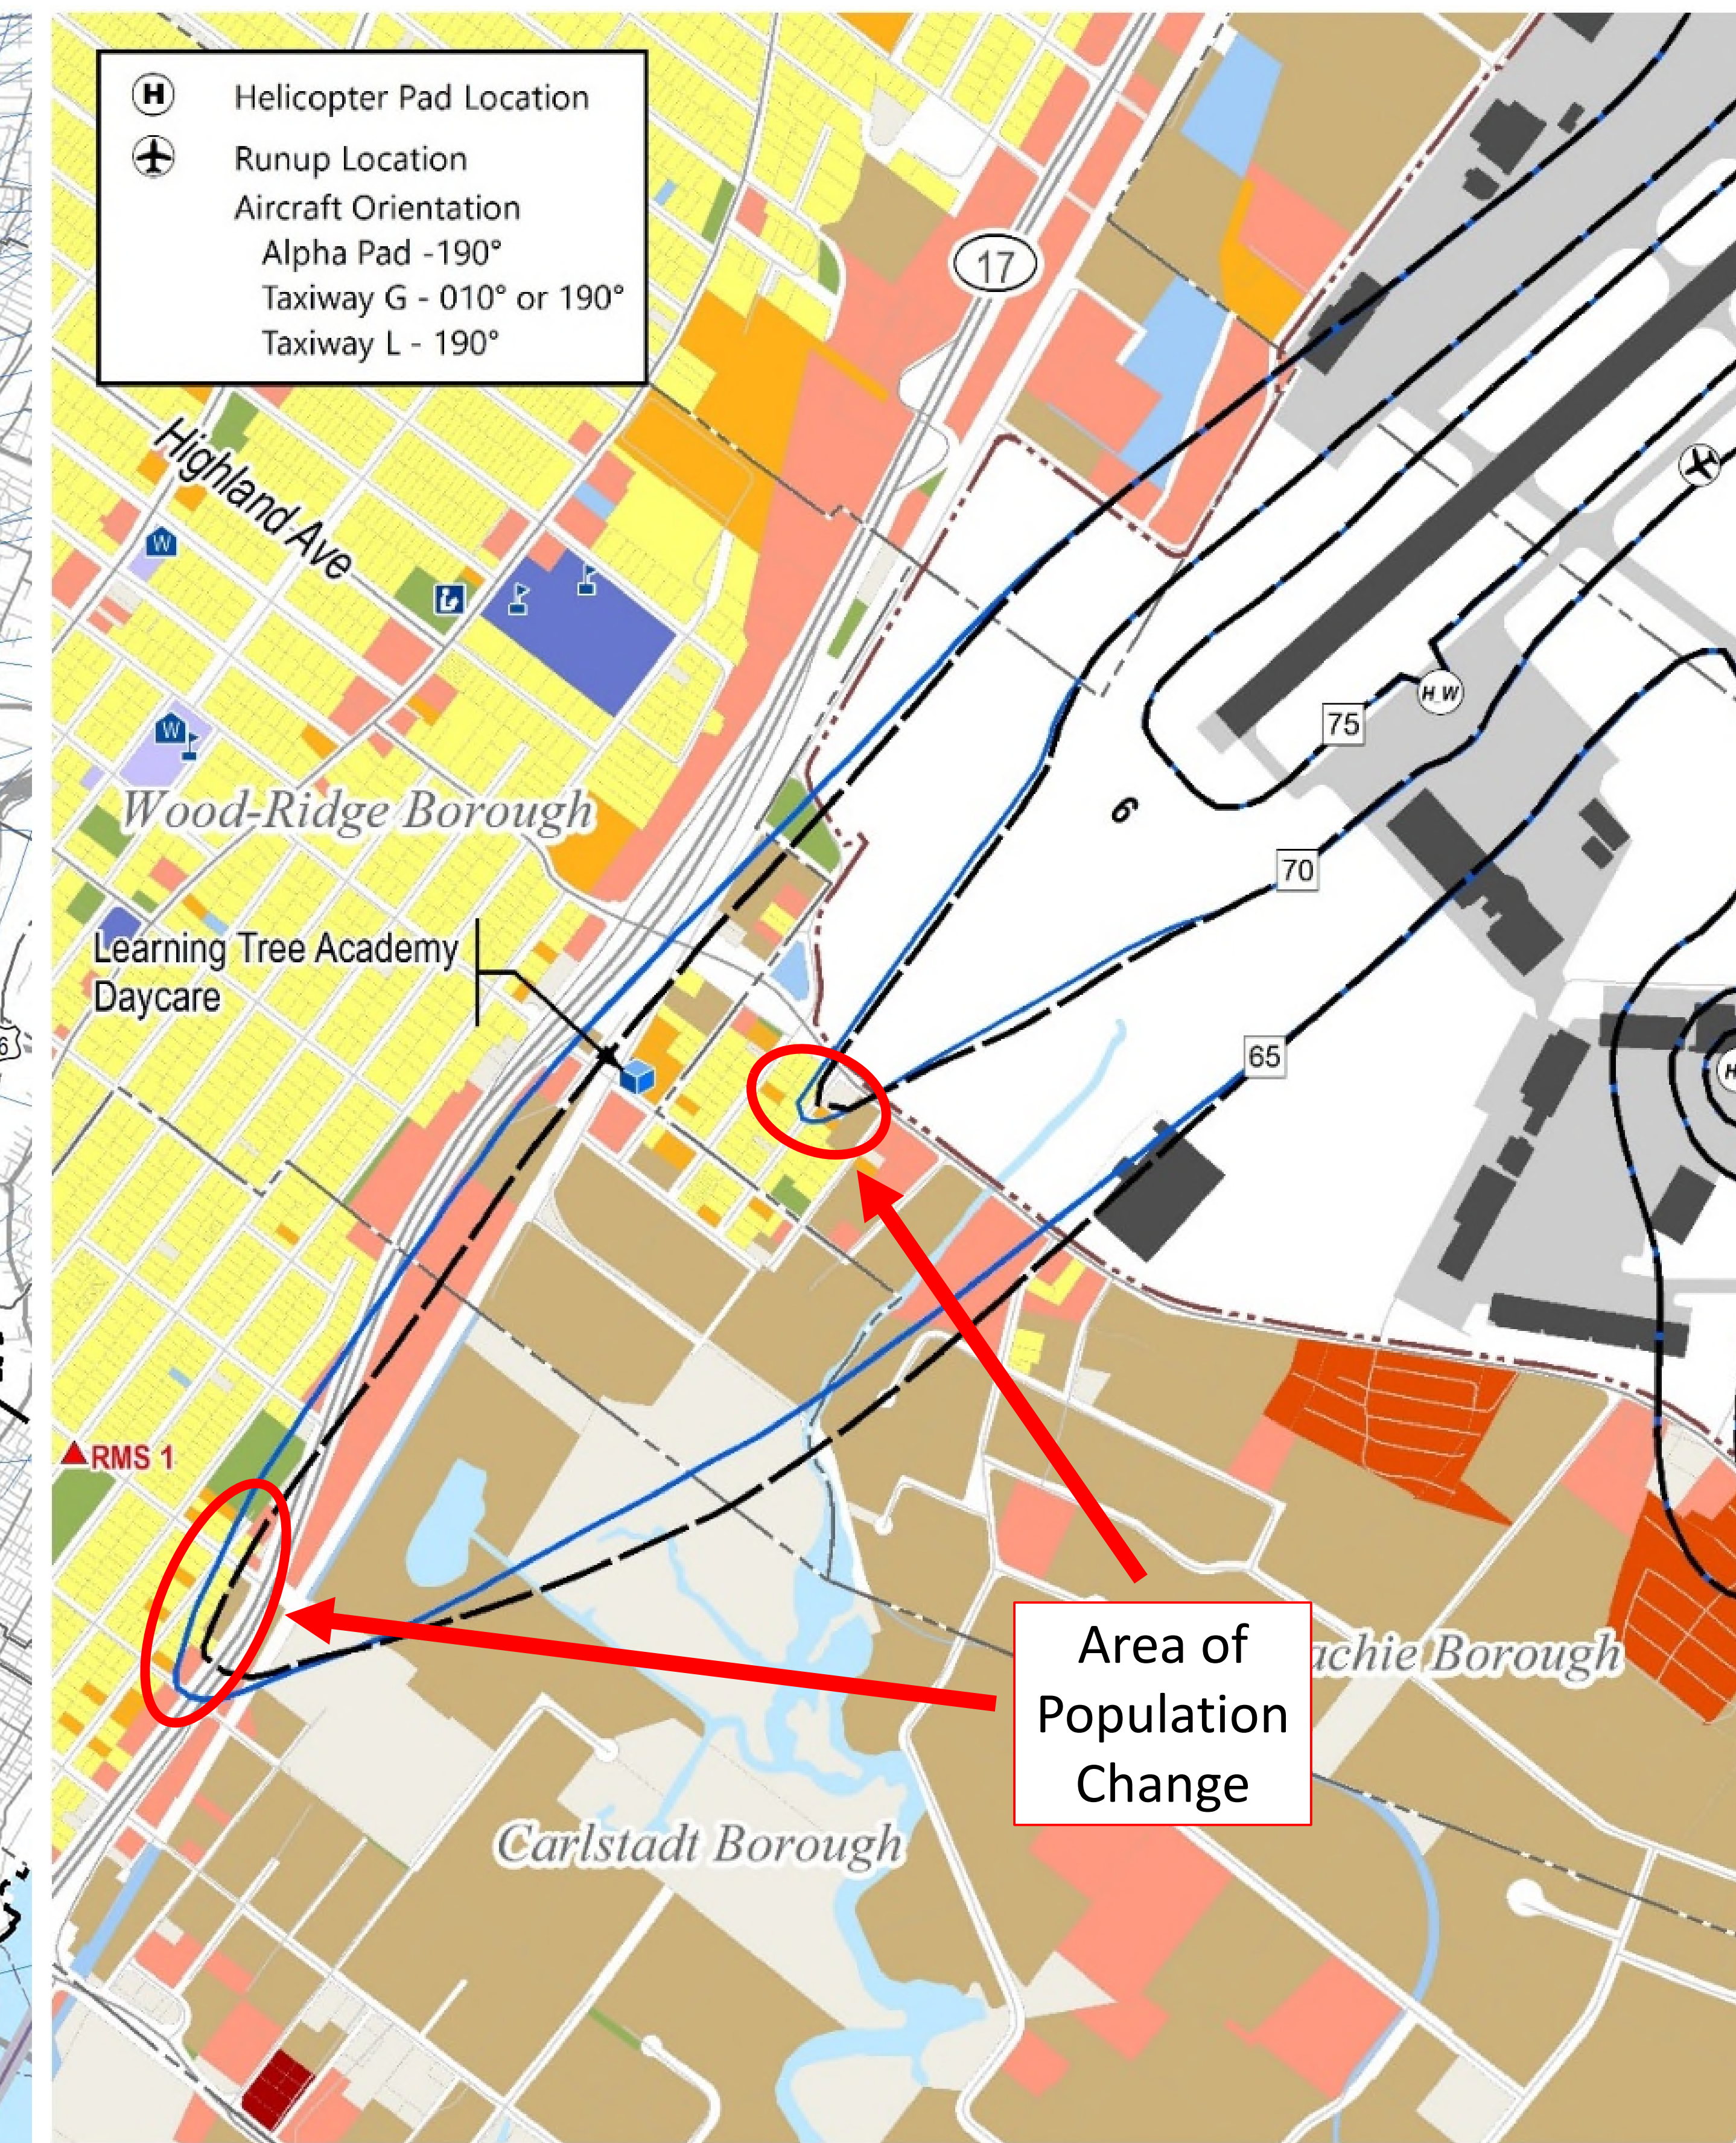 H
Helicopter Pad Location
Runup Location
Aircraft Orientation
Alpha Pad -190°
Taxiway G - 010° or 190°
Taxiway L - 190°
17
Highland Ave
W
W
H_W
75
6
70
Wood-Ridge Borough
Learning Tree Academy
Daycare
65
H
6
RMS 1
Area of
Population
Change
achie Borough
Carlstadt Borough